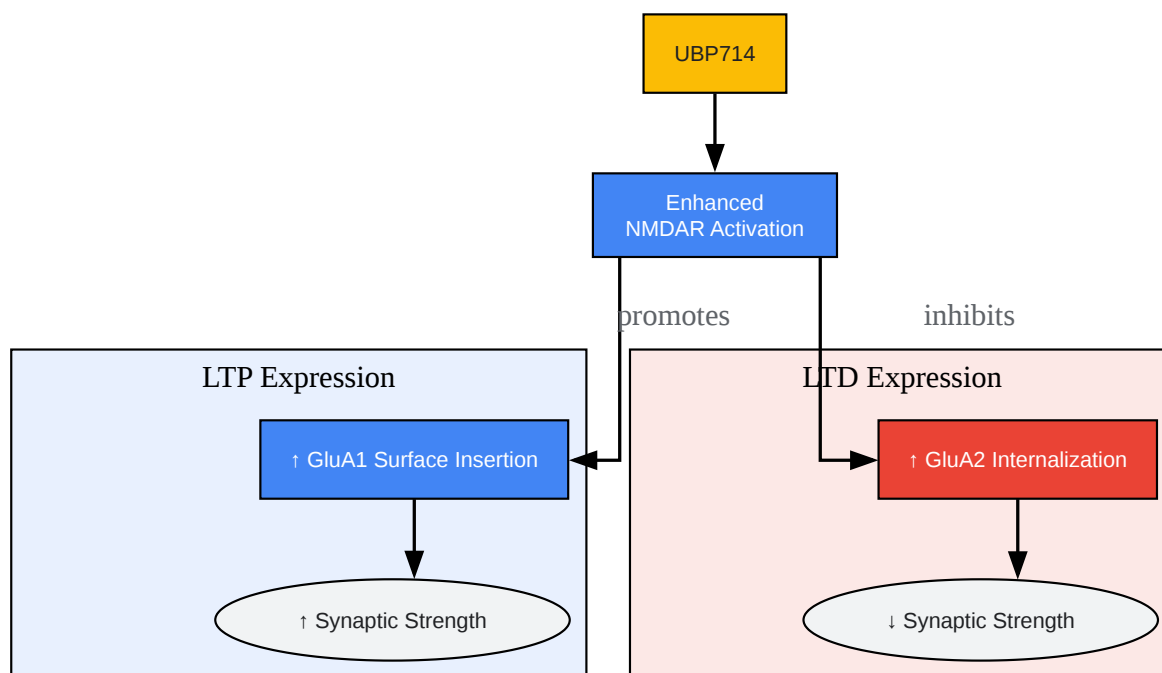 UBP714
Enhanced
NMDAR Activation
promotes
inhibits
LTP Expression
LTD Expression
↑ GluA1 Surface Insertion
↑ GluA2 Internalization
↑ Synaptic Strength
↓ Synaptic Strength